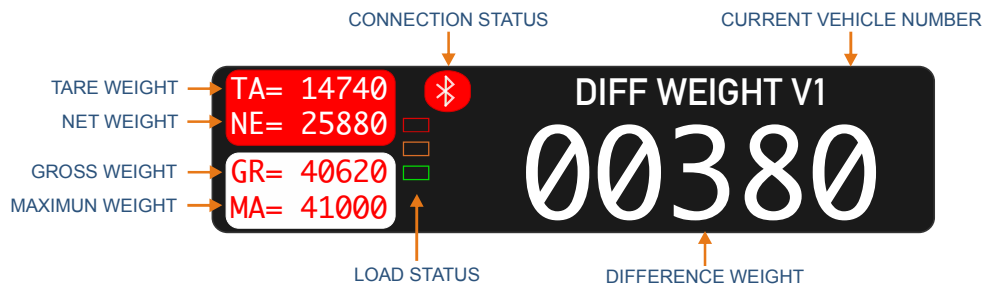 CONNECTION STATUS
CURRENT VEHICLE NUMBER
TARE WEIGHT
TA= 14740
DIFF WEIGHT V1
NET WEIGHT
NE= 25880
00380
GROSS WEIGHT
GR= 40620
MAXIMUN WEIGHT
MA= 41000
LOAD STATUS
DIFFERENCE WEIGHT